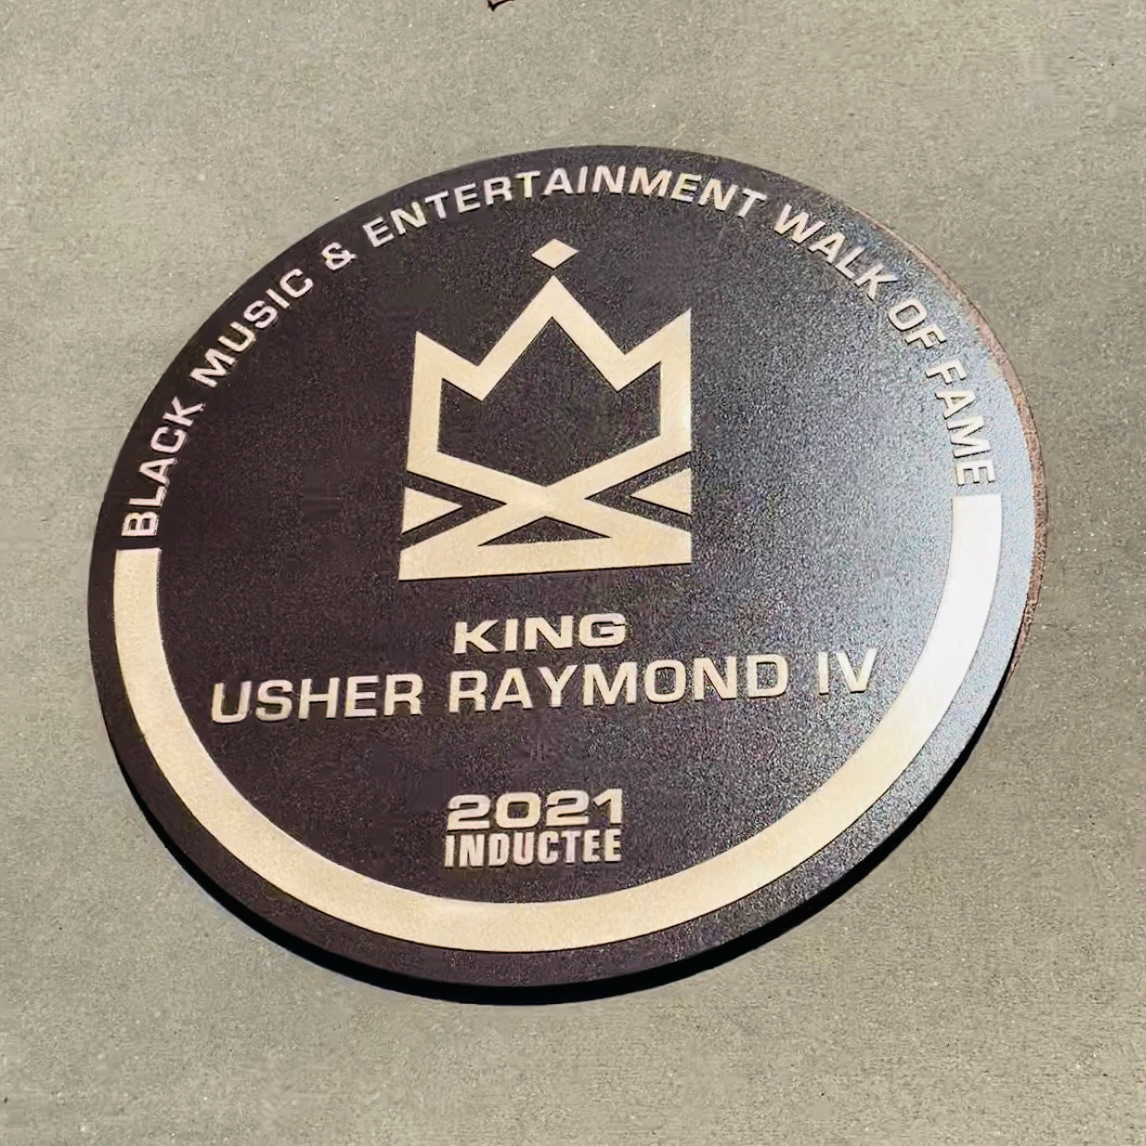 BLACK MUSIC & ENTERTAINMENT WALK OF FAME
KING
USHER RAYMOND IV
2021
INDUCTEE